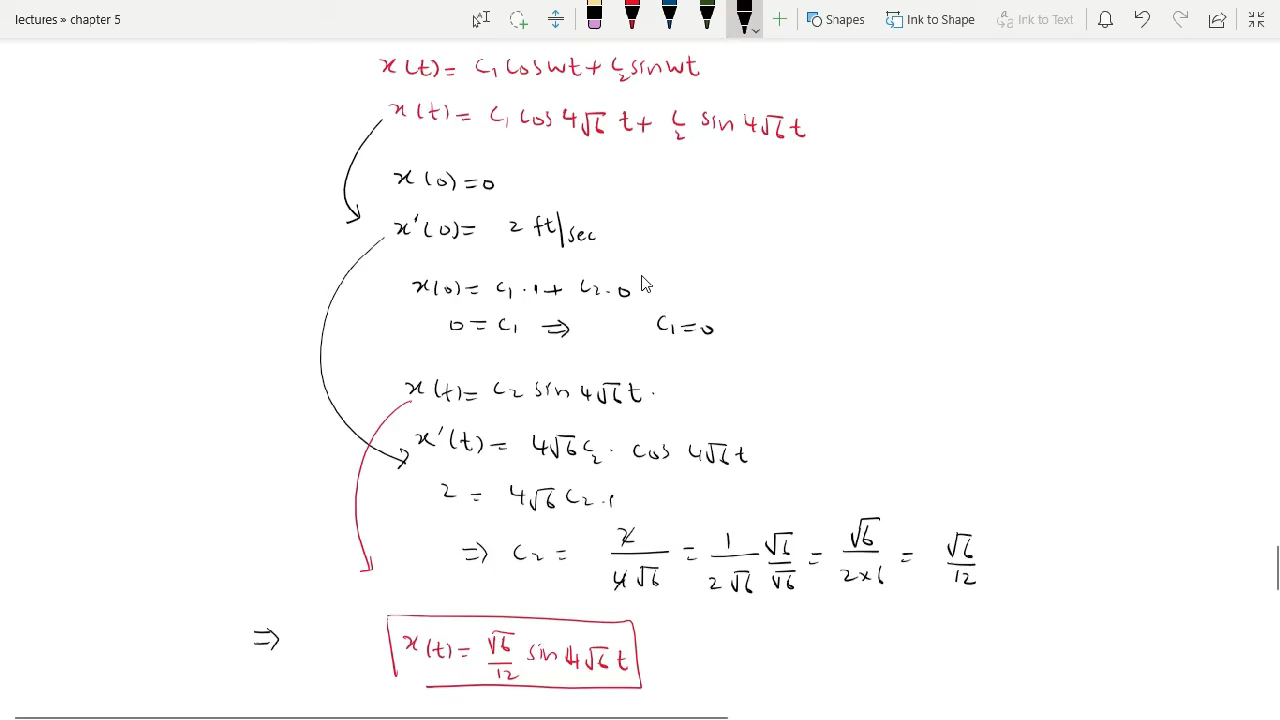 lectures » chapter 5
Shapes Ink to Shape Ink to Text
x(t) = c₁ cos wt + c₂ sin wt
x(t) = c₁ cos 4√6 t + c₂ sin 4√6 t
x(0) = 0
x'(0) = 2 ft/sec
x(0) = c₁ · 1 + c₂ · 0
0 = c₁ ⇒ c₁ = 0
x(t) = c₂ sin 4√6 t .
x'(t) = 4√6 c₂ . cos 4√6 t
2 = 4√6 c₂ · 1
⇒ c₂ = 2/4√6 = 1/2√6 √6/√6 = √6/2×6 = √6/12
⇒ x(t) = √6/12 sin 4√6 t